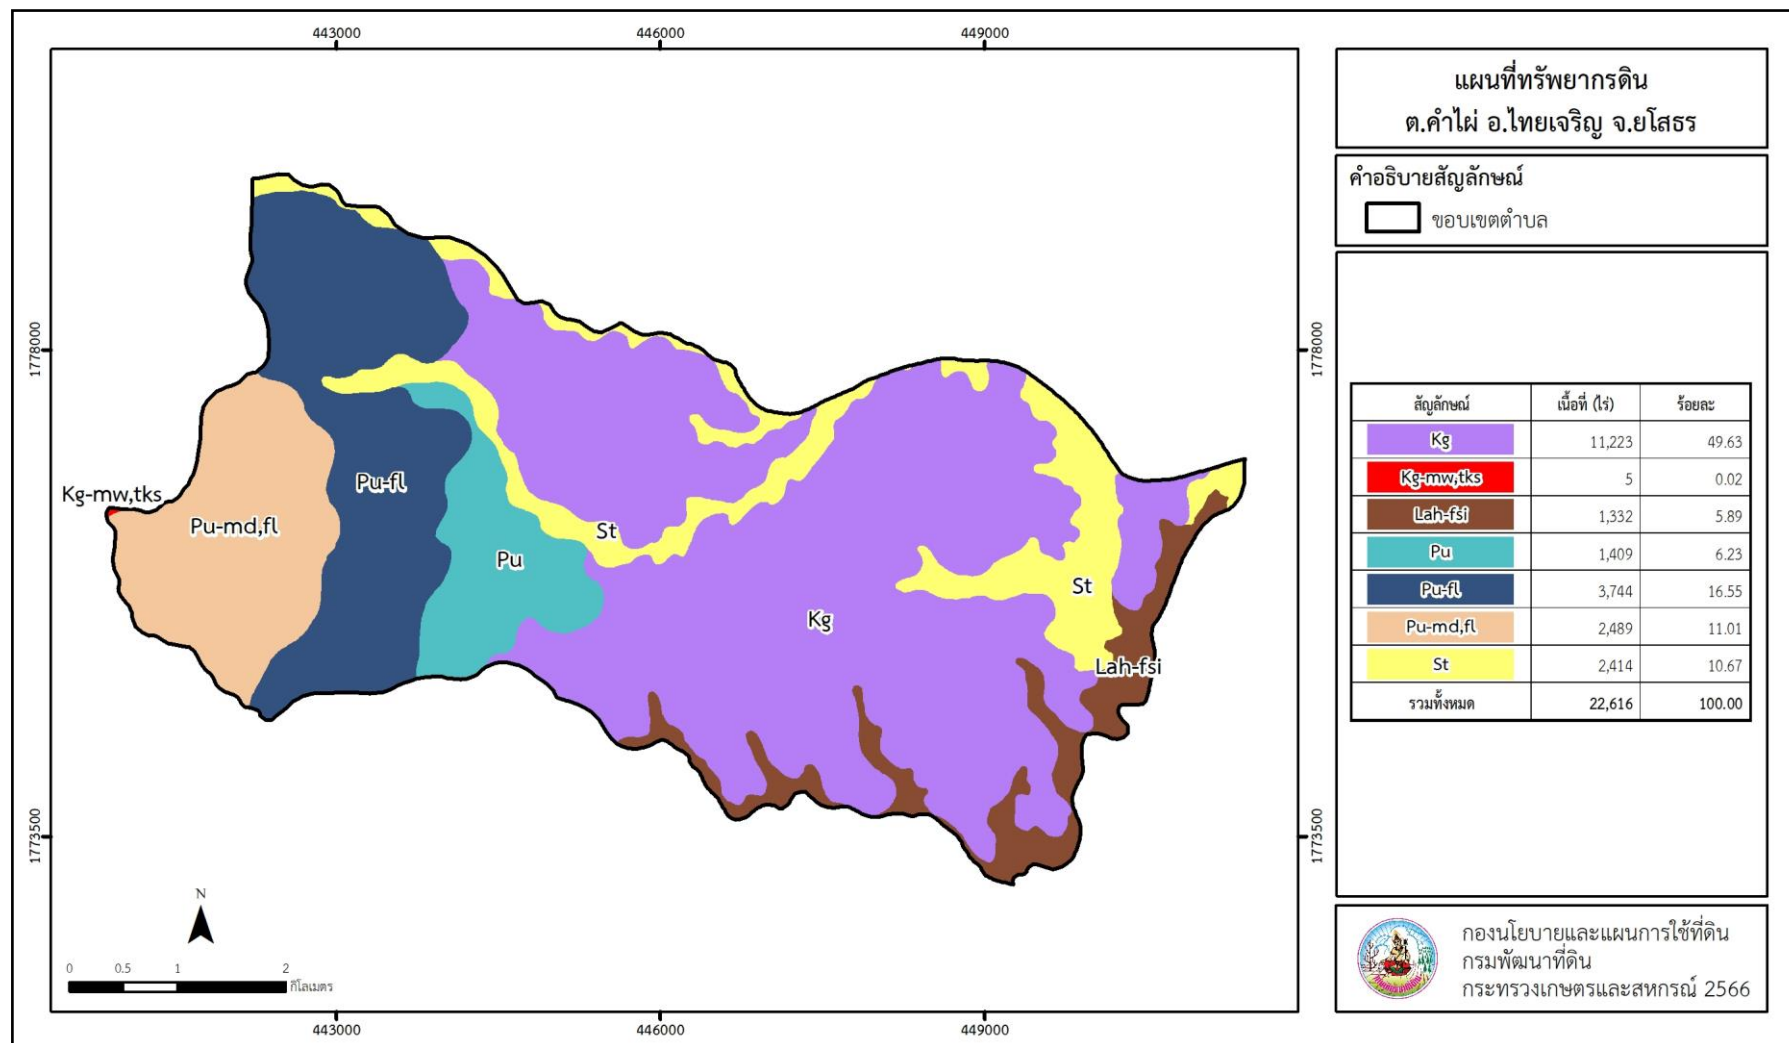 443000
446000
449000
แผนที่ทรัพยากรดิน
ต.คำไผ่ อ.ไทยเจริญ จ.ยโสธร
คำอธิบายสัญลักษณ์
ขอบเขตตำบล
1778000
1778000
Kg-mw,tks
Pu-md,fl
Pu-fl
Pu
St
Kg
St
Lah-fsi
สัญลักษณ์ เนื้อที่ (ไร่) ร้อยละ
Kg 11,223 49.63
Kg-mw,tks 5 0.02
Lah-fsi 1,332 5.89
Pu 1,409 6.23
Pu-fl 3,744 16.55
Pu-md,fl 2,489 11.01
St 2,414 10.67
รวมทั้งหมด 22,616 100.00
1773500
1773500
N
0 0.5 1 2
กิโลเมตร
443000
446000
449000
กองนโยบายและแผนการใช้ที่ดิน
กรมพัฒนาที่ดิน
กระทรวงเกษตรและสหกรณ์ 2566